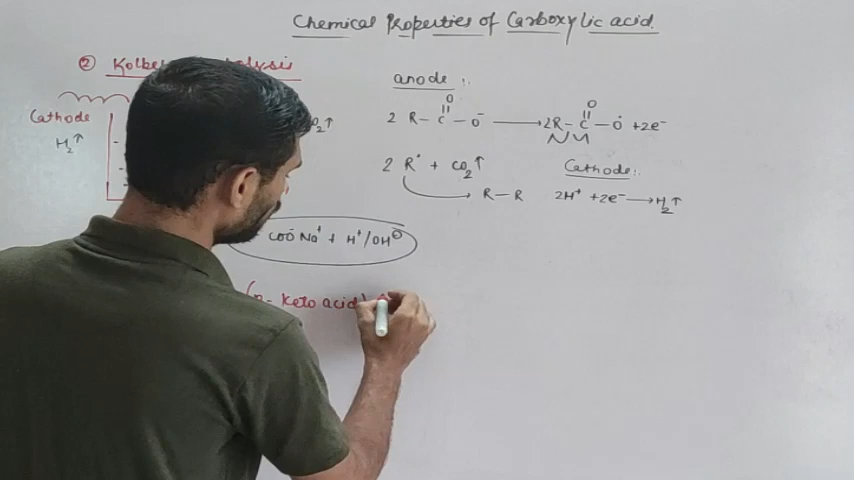 Chemical Properties of Carboxylic acid.
②
Cathode
H₂↑
anode :.
O
2 R–C–O⁻ ⟶ 2R–C–O• + 2e⁻
O
2 R• + CO₂↑
R–R
Cathode:.
2H⁺ + 2e⁻ ⟶ H₂↑
COO⁻Na⁺ + H⁺/OH⁻
keto acid)